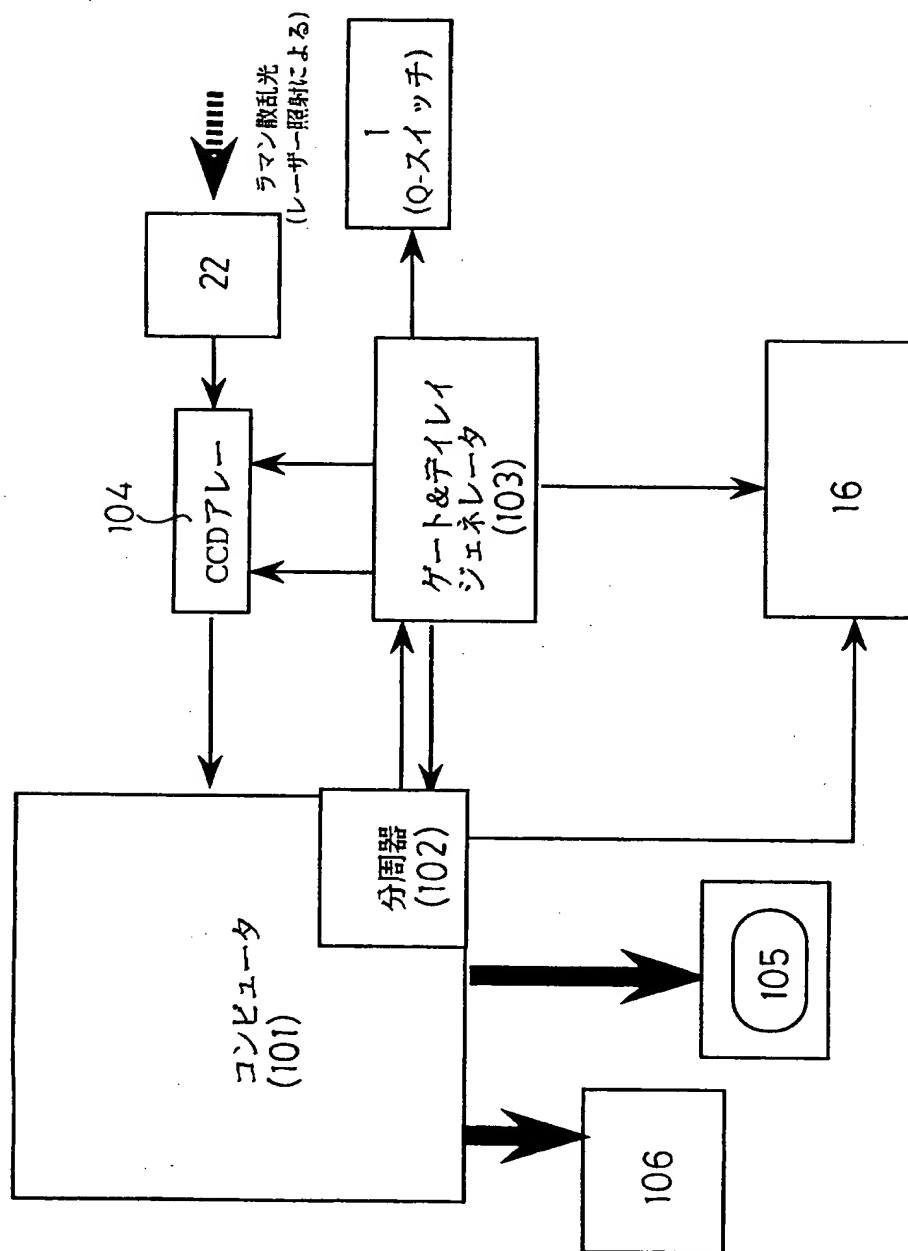 ラマン散乱光
(レーザー照射による)
22
104
CCDアレー
1
(Q-スイッチ)
ゲート&ディレイ
ジェネレータ
(103)
16
コンピュータ
(101)
分周器
(102)
105
106